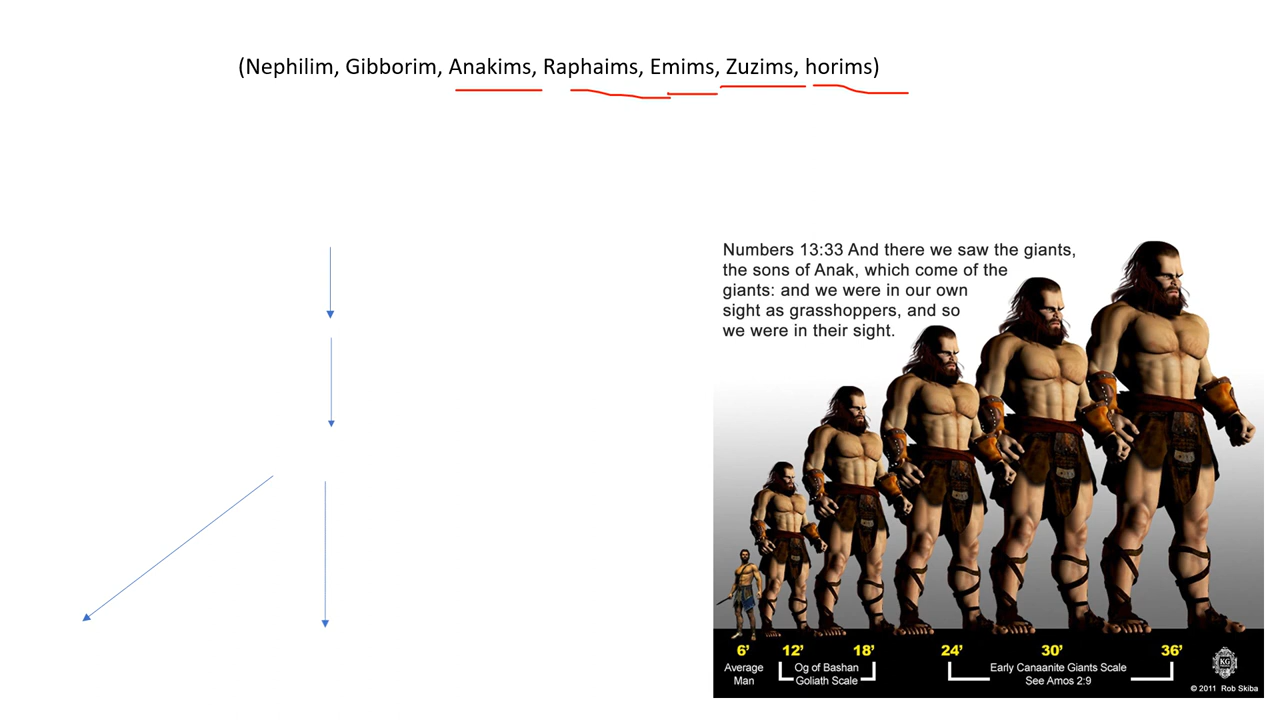 (Nephilim, Gibborim, Anakims, Raphaims, Emims, Zuzims, horims)
Numbers 13:33 And there we saw the giants,
the sons of Anak, which come of the
giants: and we were in our own
sight as grasshoppers, and so
we were in their sight.
6' 12' 18' 24' 30' 36'
Average
Man
Og of Bashan
Goliath Scale
Early Canaanite Giants Scale
See Amos 2:9
KG
© 2011 Rob Skiba